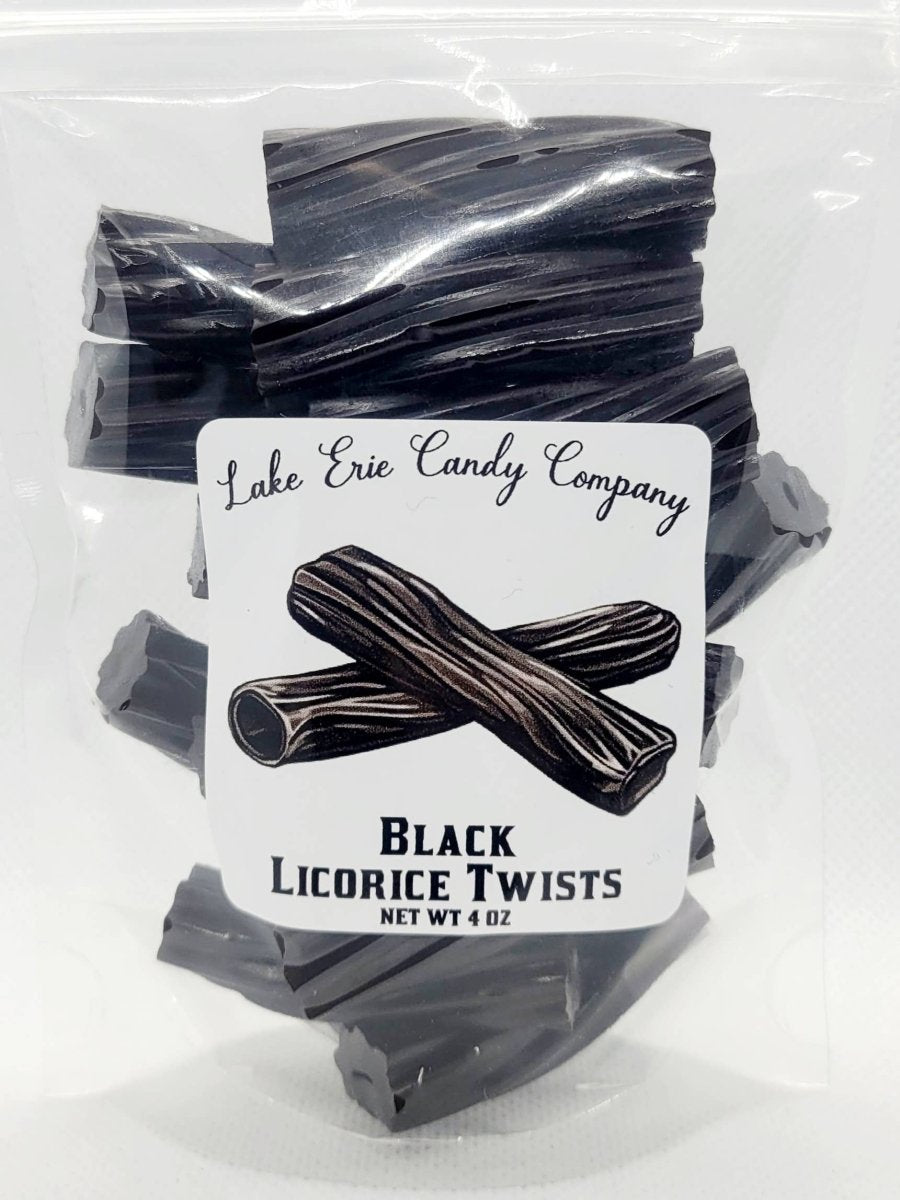 Lake Erie Candy Company
BLACK
LICORICE TWISTS
NET WT 4 OZ